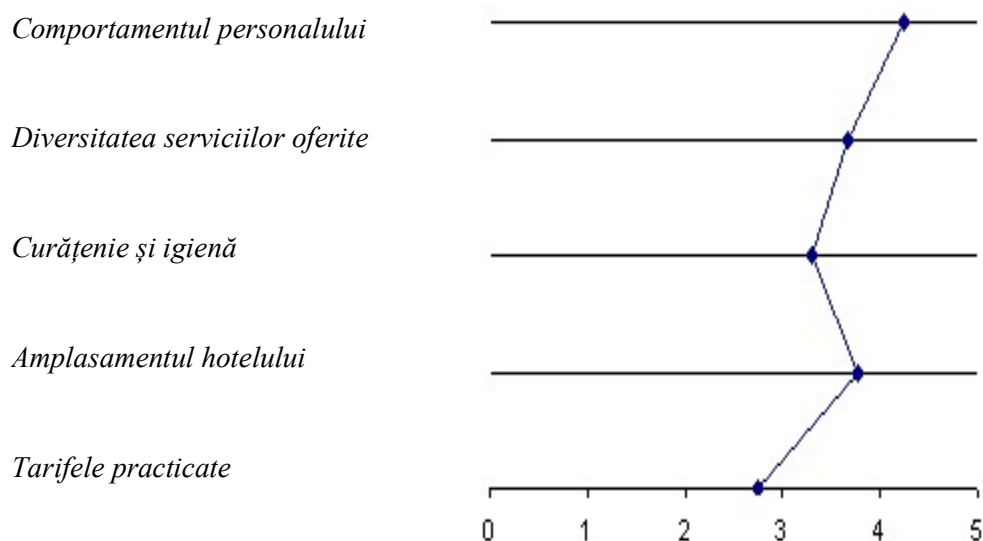 Comportamentul personalului
Diversitatea serviciilor oferite
Curățenie și igienă
Amplasamentul hotelului
Tarifele practicate
0 1 2 3 4 5